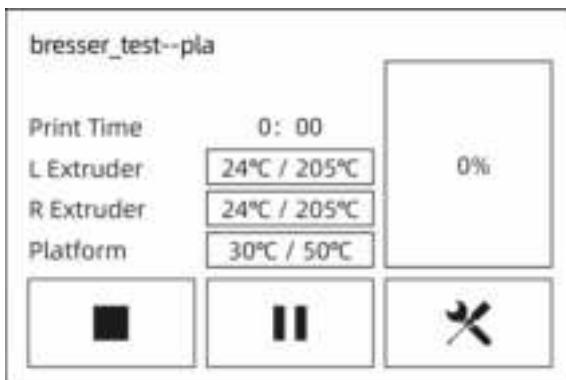 bresser_test--pla
Print Time 0: 00
L Extruder 24℃ / 205℃
0%
R Extruder 24℃ / 205℃
Platform 30℃ / 50℃